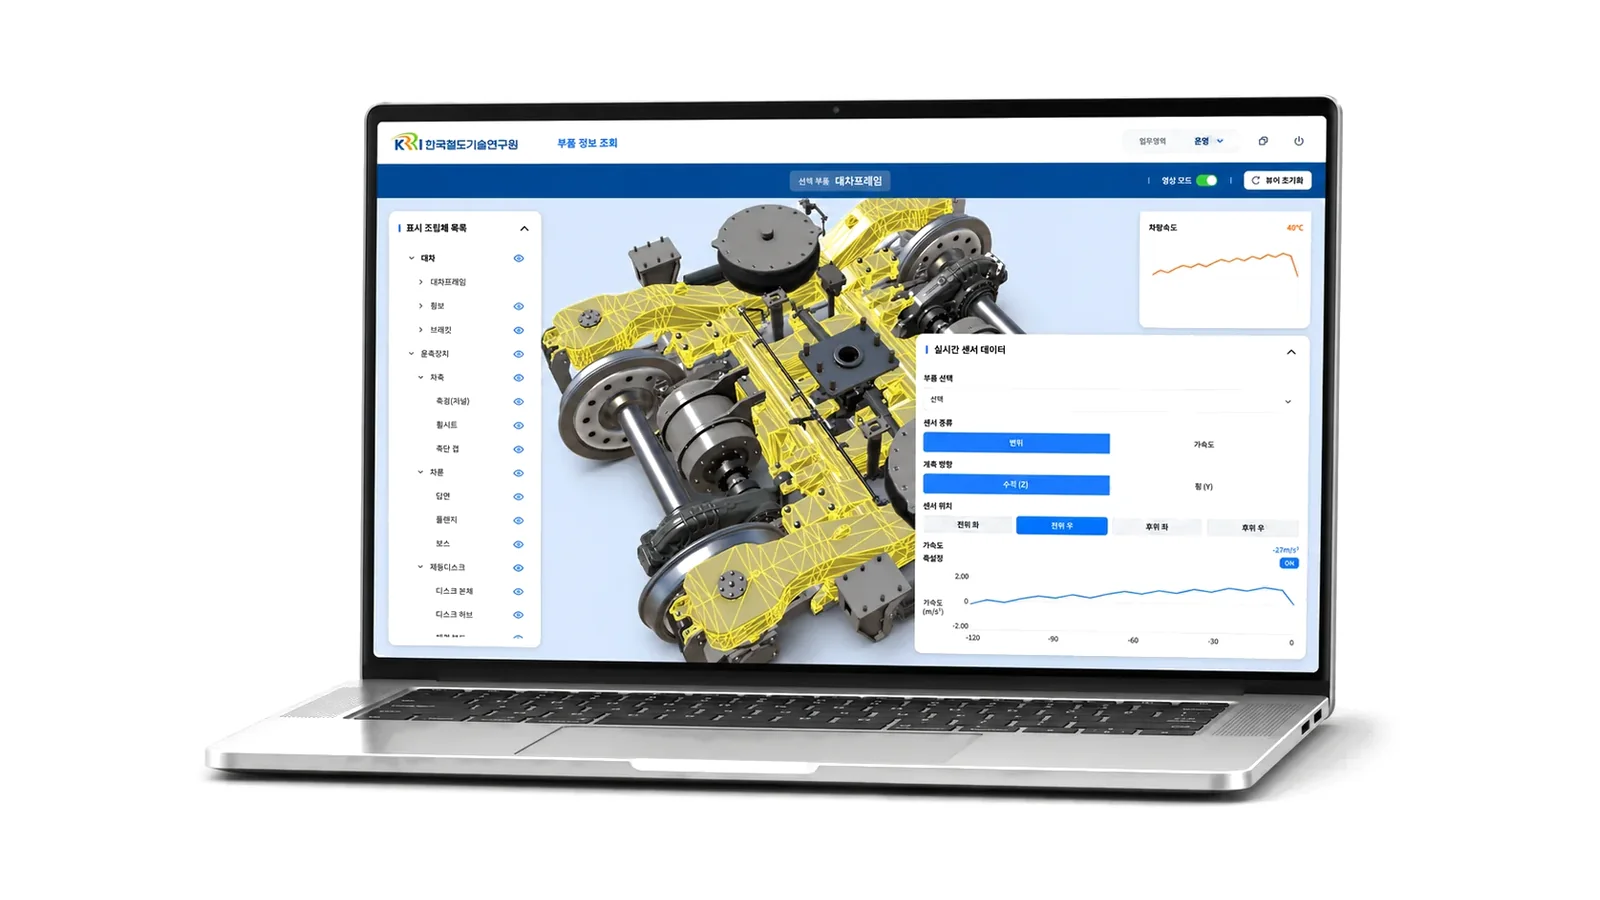 KRRI 한국철도기술연구원
부품 정보 조회
업무영역 운영
선택 부품 대차프레임
영상 모드
뷰어 초기화
표시 조립체 목록
대차
대차프레임
횡보
브래킷
윤축장치
차축
축경(저널)
휠시트
축단 캡
차륜
답면
플랜지
보스
제동디스크
디스크 본체
디스크 허브
차량속도
40°C
실시간 센서 데이터
부품 선택
선택
센서 종류
변위
가속도
계측 방향
수직 (Z)
횡 (Y)
센서 위치
전위 좌
전위 우
후위 좌
후위 우
가속도
축설정
-27m/s²
ON
2.00
가속도
(m/s²)
0
-2.00
-120
-90
-60
-30
0